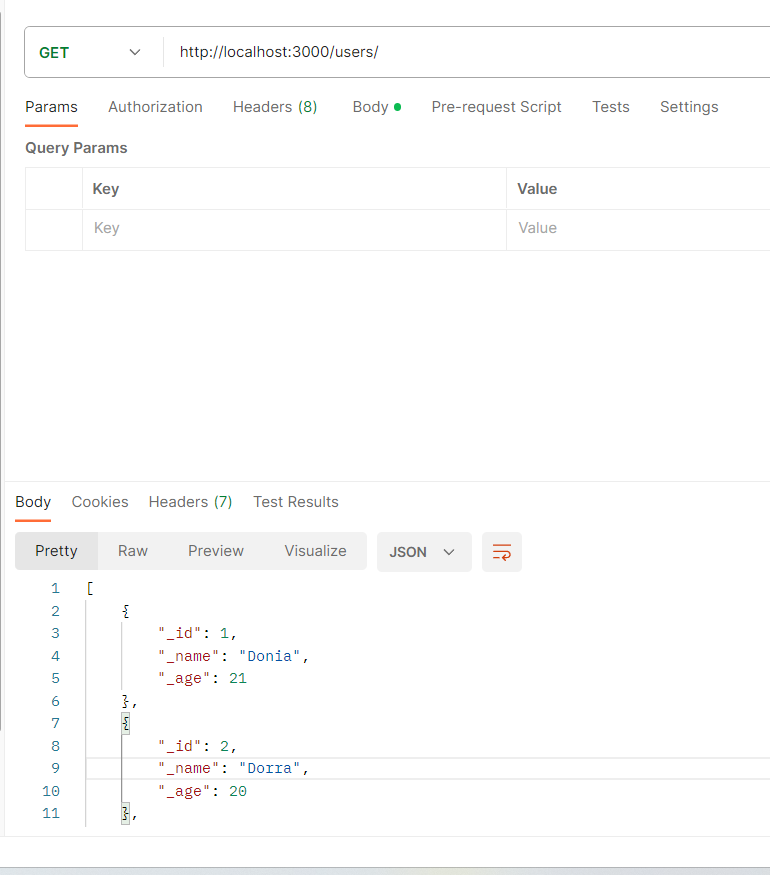 GET http://localhost:3000/users/
Params Authorization Headers (8) Body Pre-request Script Tests Settings
Query Params
Key Value
Key Value
Body Cookies Headers (7) Test Results
Pretty Raw Preview Visualize JSON
1 [
2 {
3 "_id": 1,
4 "_name": "Donia",
5 "_age": 21
6 },
7 {
8 "_id": 2,
9 "_name": "Dorra",
10 "_age": 20
11 },